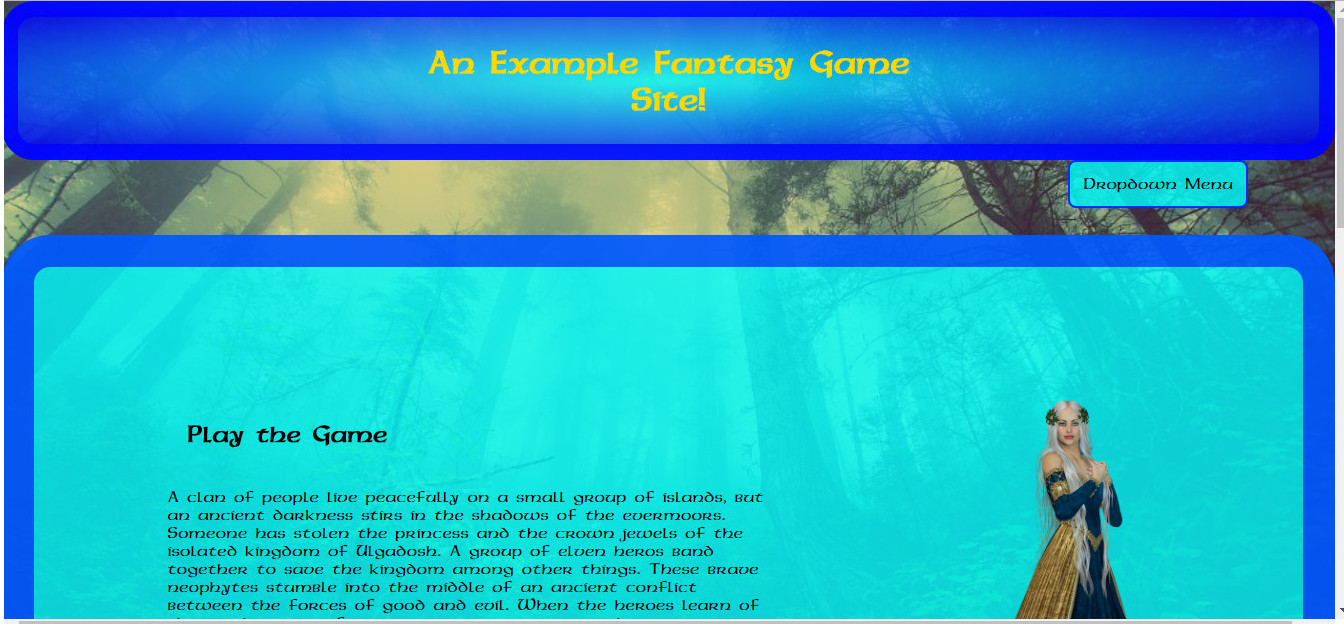 An Example Fantasy Game
Site!
Dropdown Menu
Play the Game
A clan of people live peacefully on a small group of islands, but
an ancient darkness stirs in the shadows of the evermoors.
Someone has stolen the princess and the crown jewels of the
isolated kingdom of Ulgadosh. A group of elven heros band
together to save the kingdom among other things. These brave
neophytes stumble into the middle of an ancient conflict
between the forces of good and evil. When the heroes learn of